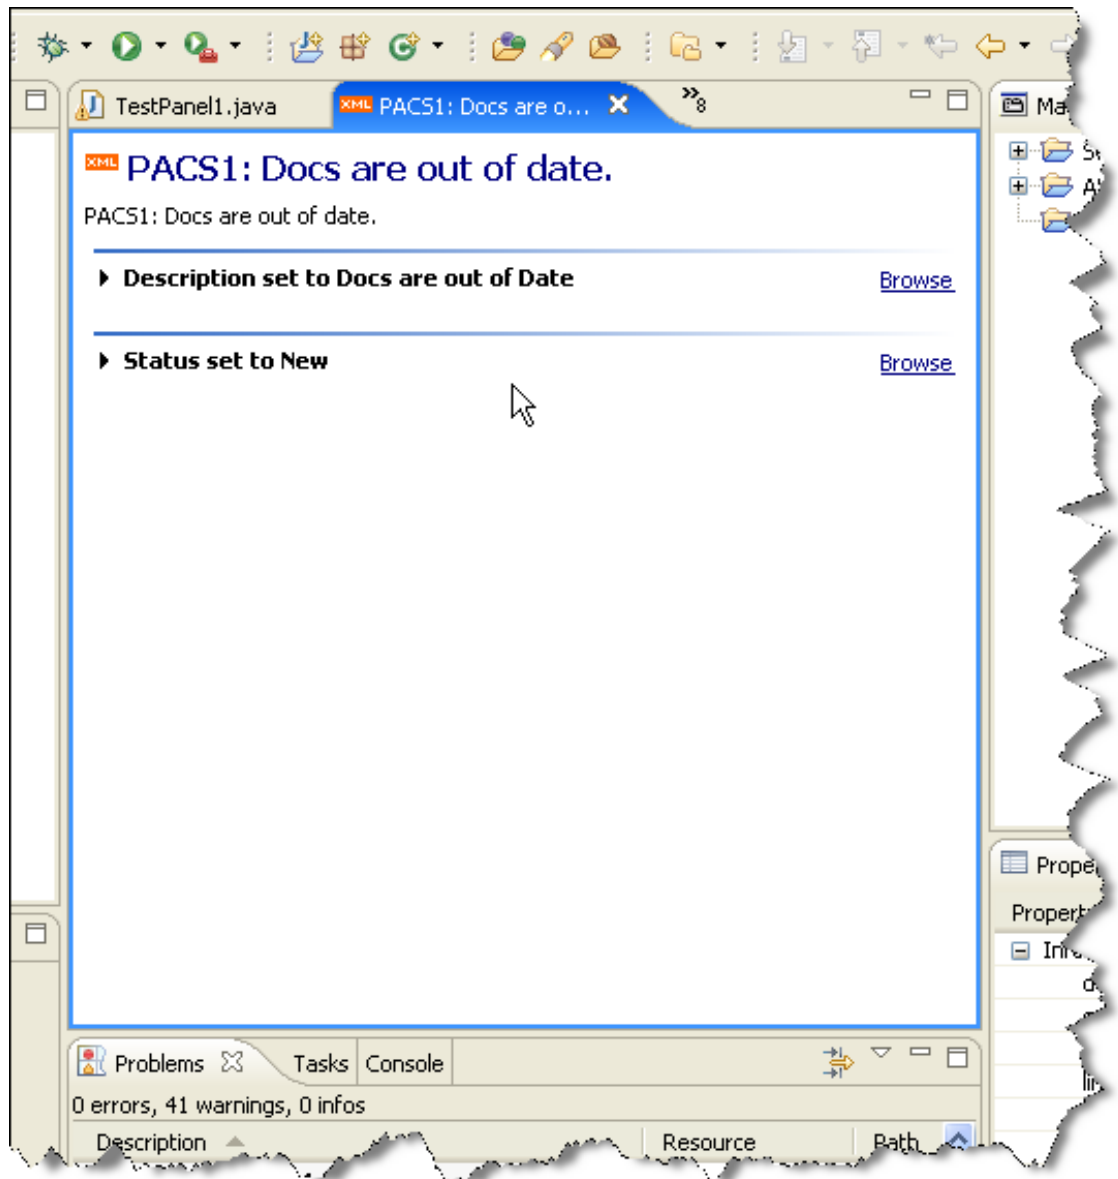 TestPanel1.java
XML PACS1: Docs are o...
»8
XML PACS1: Docs are out of date.
PACS1: Docs are out of date.
Description set to Docs are out of Date Browse
Status set to New Browse
Problems Tasks Console
0 errors, 41 warnings, 0 infos
Description Resource Path